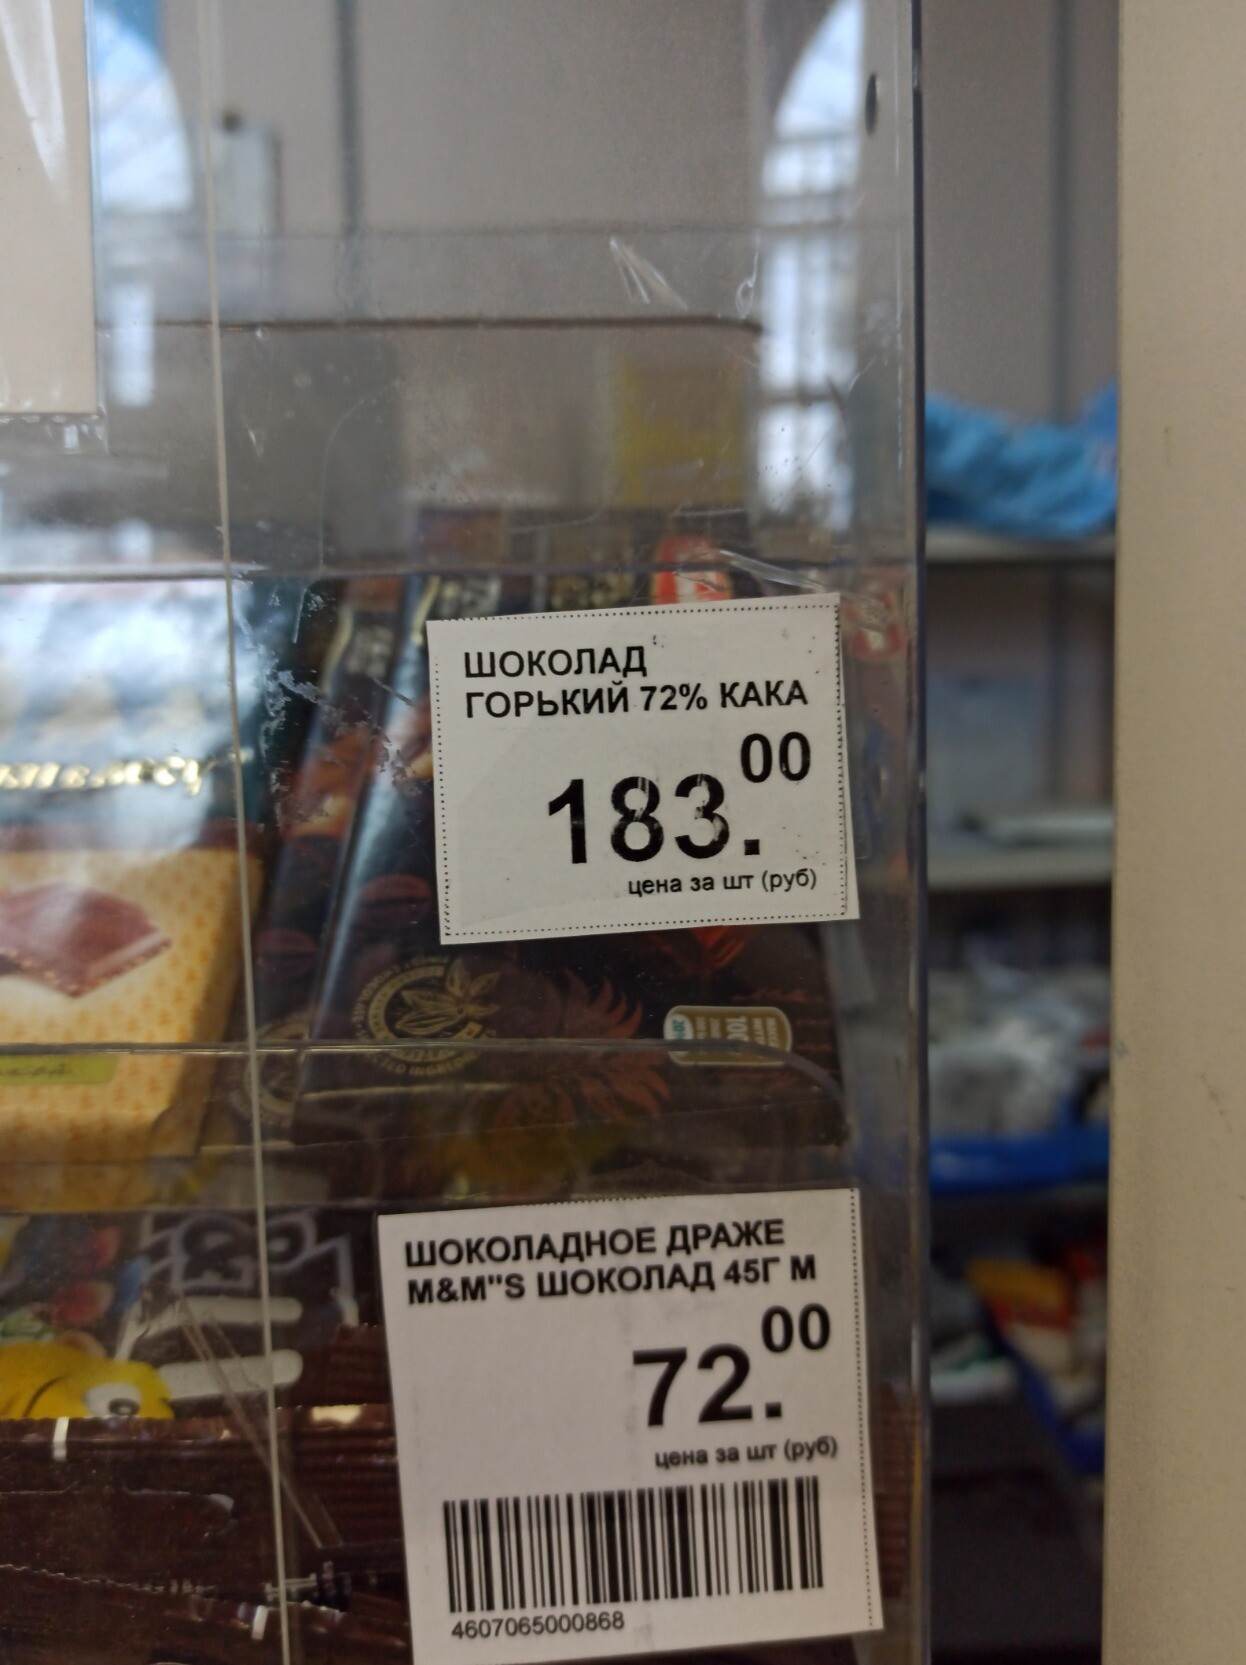 ШОКОЛАД
ГОРЬКИЙ 72% КАКА
183.00
цена за шт (руб)
ШОКОЛАДНОЕ ДРАЖЕ
M&M"S ШОКОЛАД 45Г М
72.00
цена за шт (руб)
4607065000868